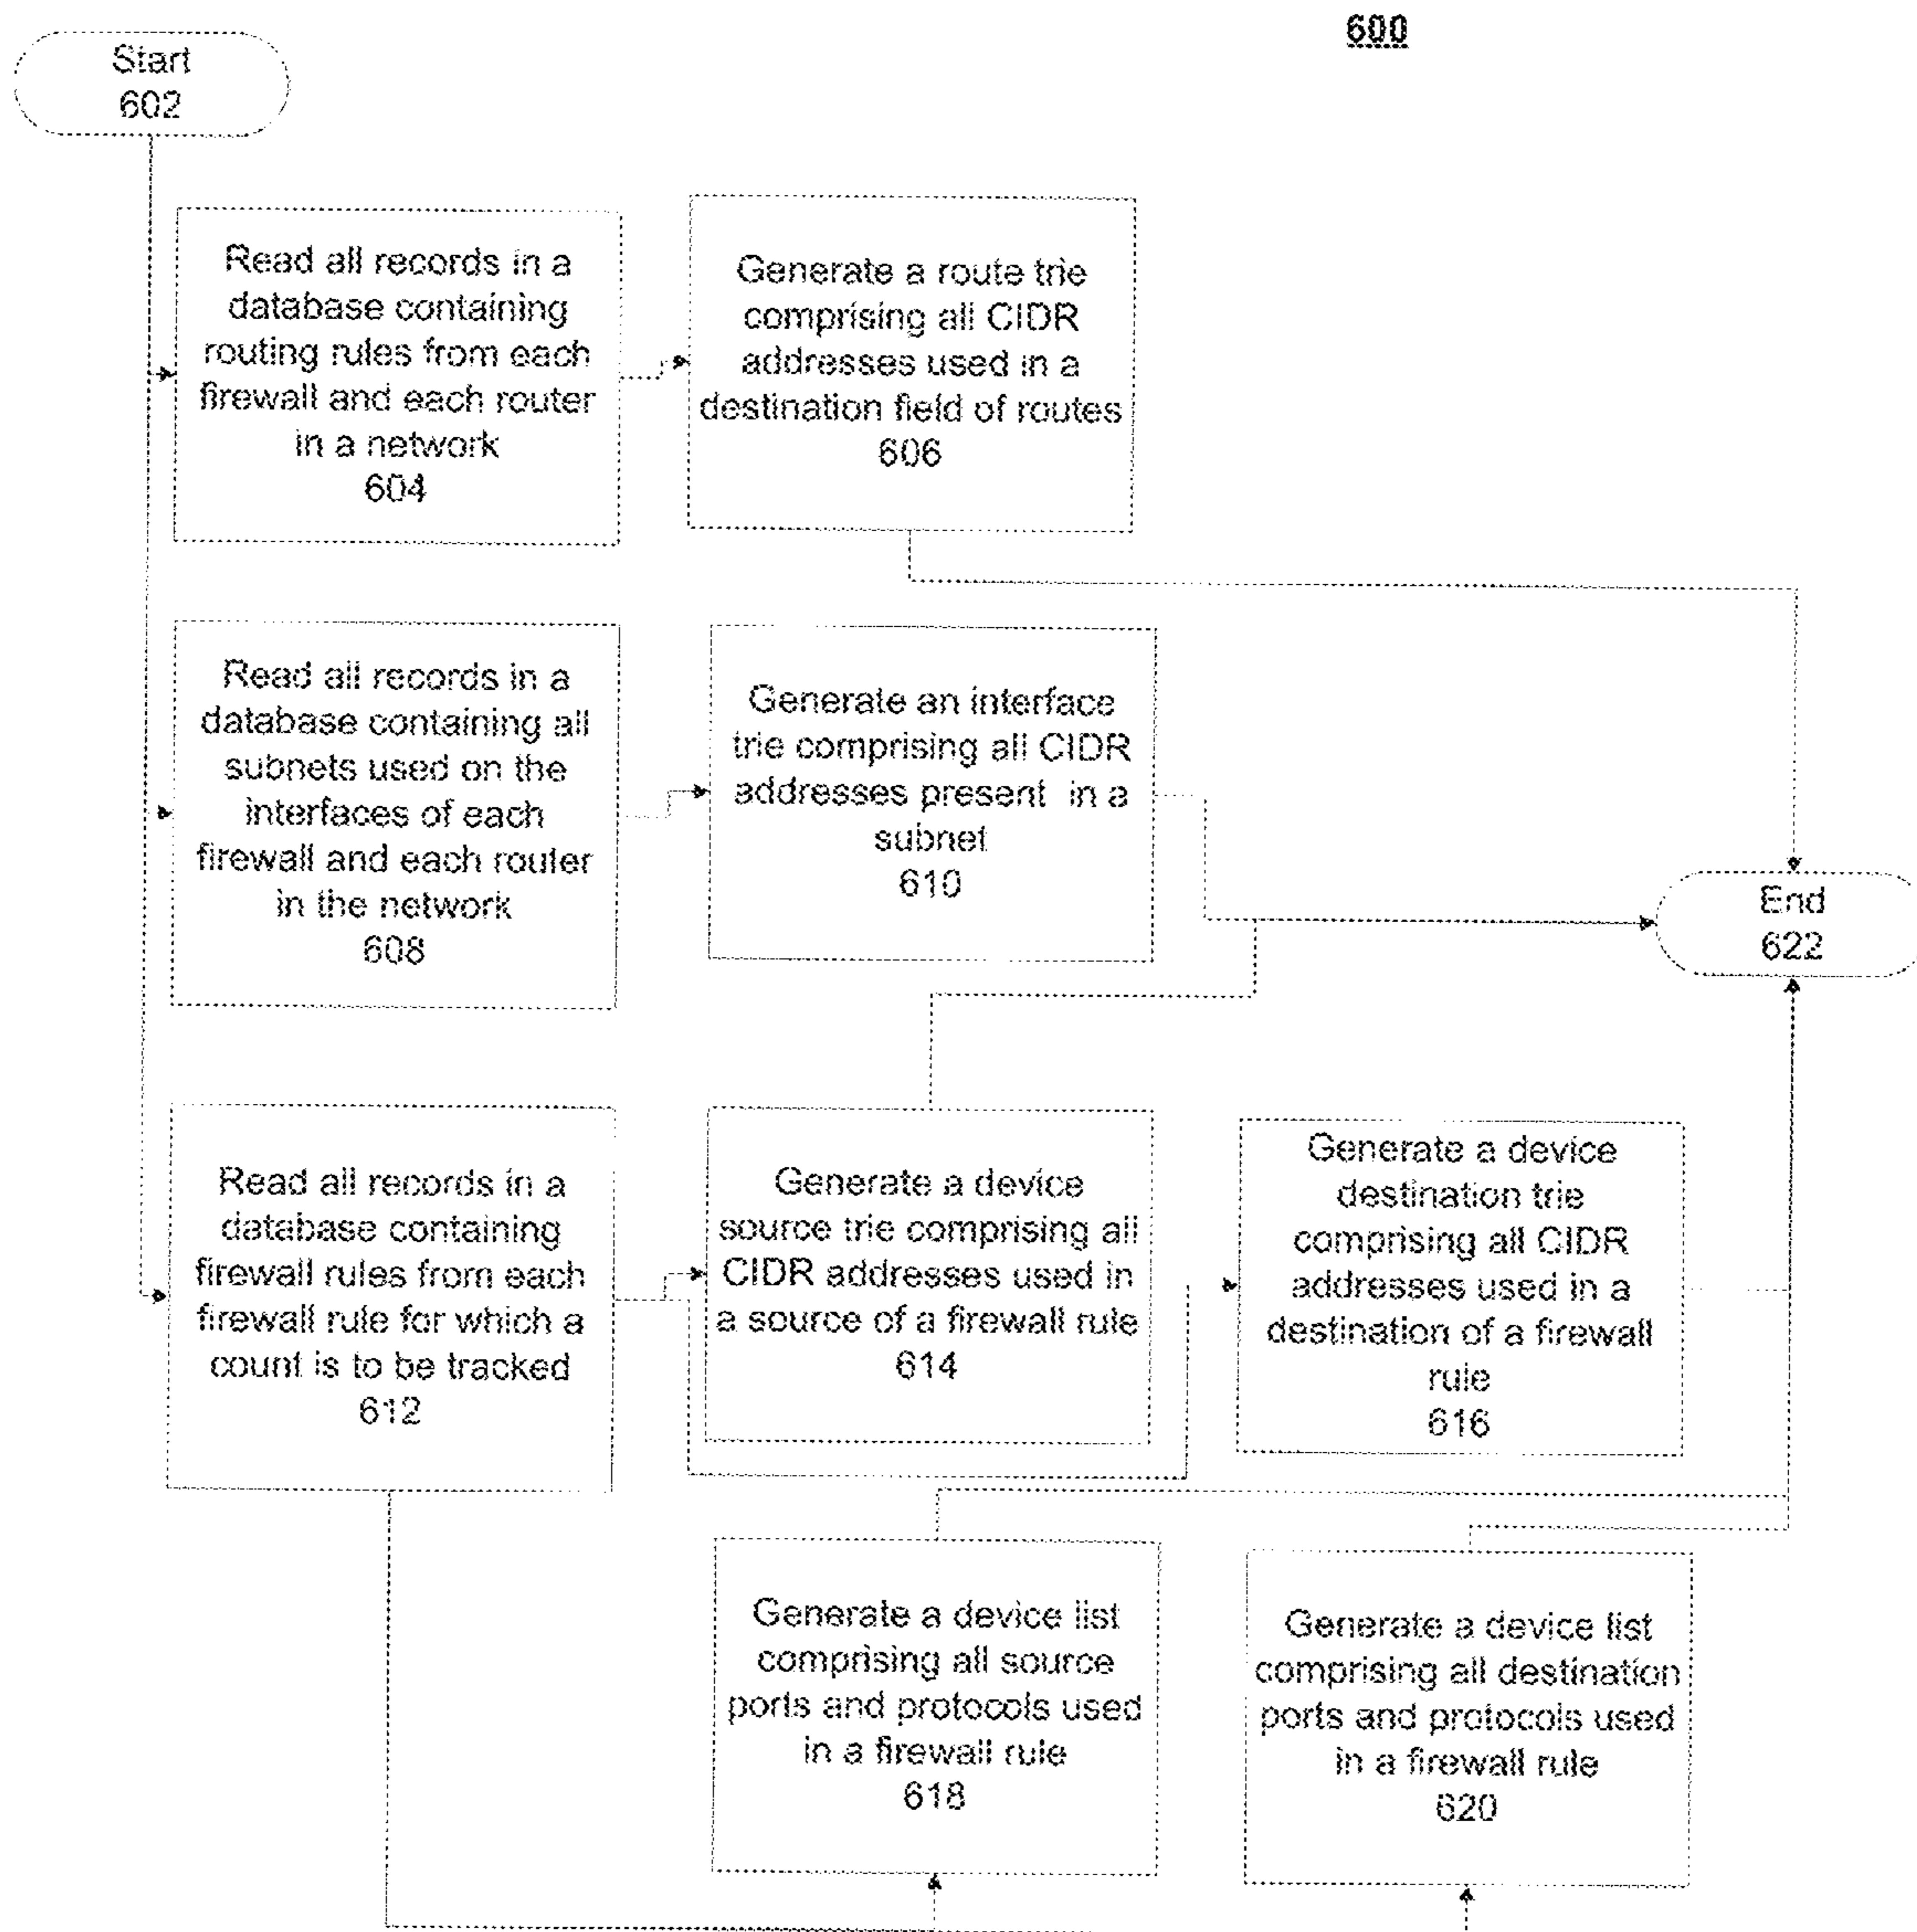 600
Start
602
Read all records in a
database containing
routing rules from each
firewall and each router
in a network
604
Generate a route trie
comprising all CIDR
addresses used in a
destination field of routes
606
Read all records in a
database containing all
subnets used on the
interfaces of each
firewall and each router
in the network
608
Generate an interface
trie comprising all CIDR
addresses present in a
subnet
610
End
622
Read all records in a
database containing
firewall rules from each
firewall rule for which a
count is to be tracked
612
Generate a device
source trie comprising all
CIDR addresses used in
a source of a firewall rule
614
Generate a device
destination trie
comprising all CIDR
addresses used in a
destination of a firewall
rule
616
Generate a device list
comprising all source
ports and protocols used
in a firewall rule
618
Generate a device list
comprising all destination
ports and protocols used
in a firewall rule
620